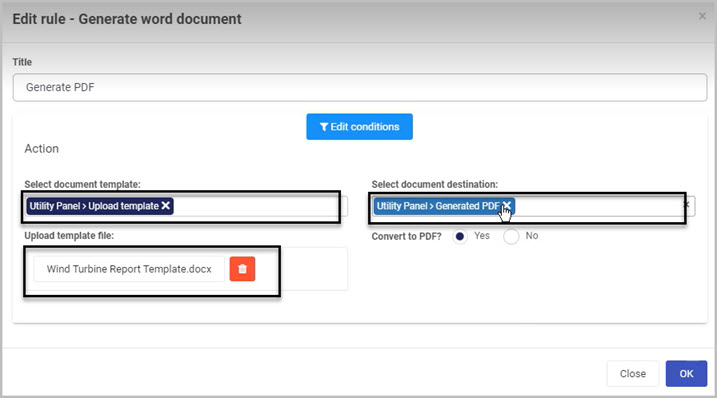 Edit rule - Generate word document
×
Title
Generate PDF
Edit conditions
Action
Select document template:
Select document destination:
Utility Panel > Upload template ×
Utility Panel > Generated PDF ×
×
Upload template file:
Convert to PDF? Yes No
Wind Turbine Report Template.docx
Close OK